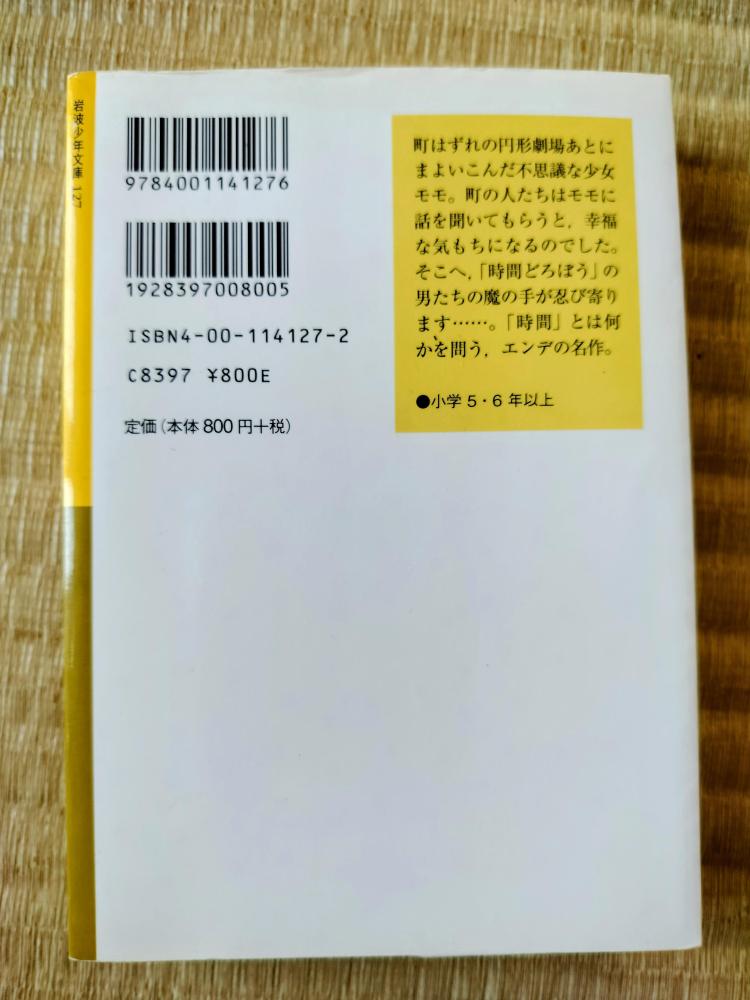 岩波少年文庫 127
9784001141276
1928397008005
ISBN4-00-114127-2
C8397 ¥800E
定価(本体 800 円+税)
町はずれの円形劇場あとに
まよいこんだ不思議な少女
モモ。町の人たちはモモに
話を聞いてもらうと,幸福
な気もちになるのでした。
そこへ,「時間どろぼう」の
男たちの魔の手が忍び寄り
ます……。「時間」とは何
かを問う,エンデの名作。
●小学 5・6 年以上